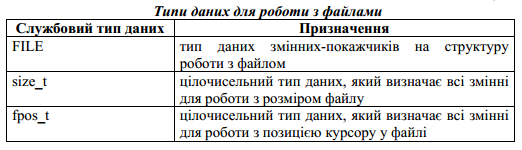 Типи даних для роботи з файлами
Службовий тип даних Призначення
FILE тип даних змінних-покажчиків на структуру
роботи з файлом
size_t цілочисельний тип даних, який визначає всі змінні
для роботи з розміром файлу
fpos_t цілочисельний тип даних, який визначає всі змінні
для роботи з позицією курсору у файлі